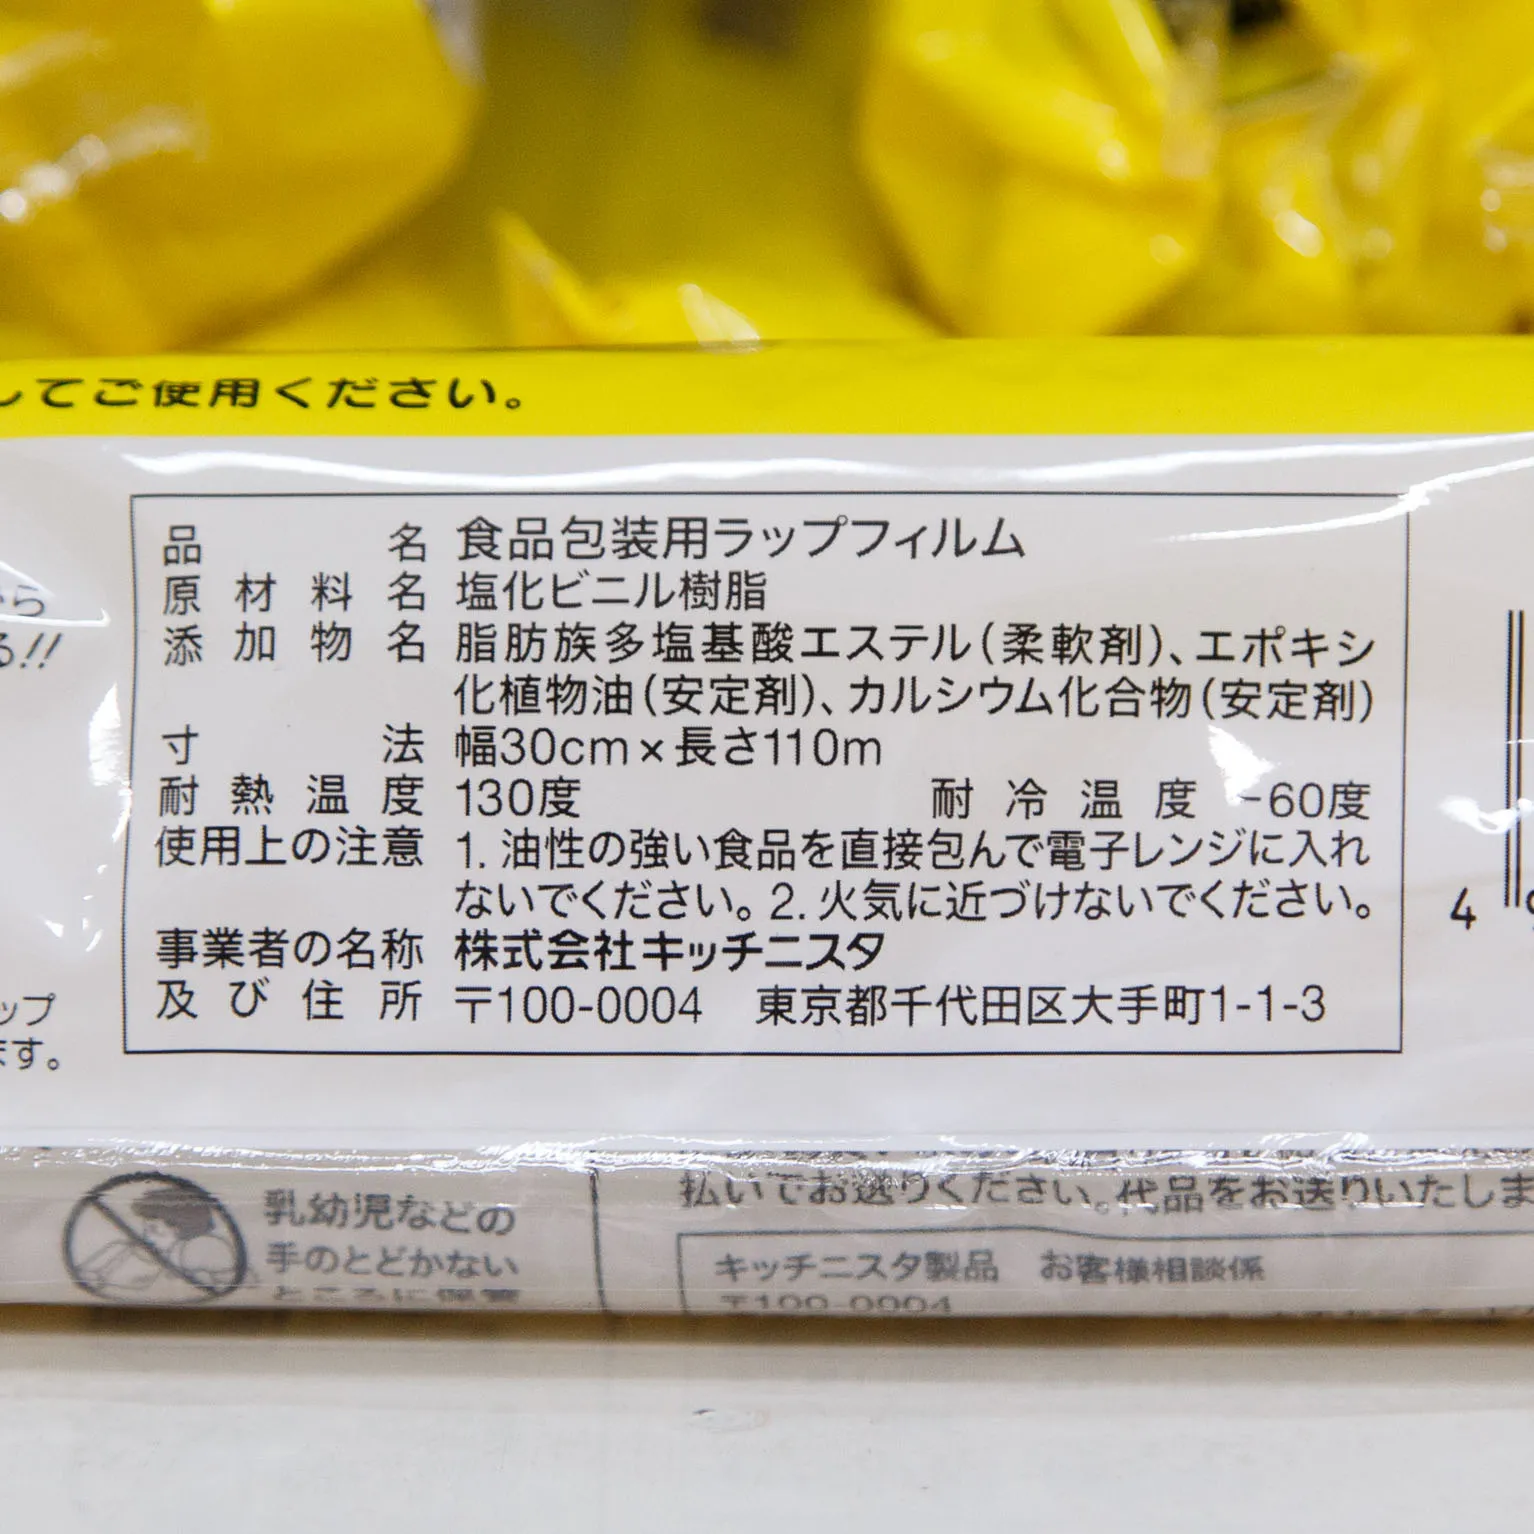 してご使用ください。
から
る!!
品名 食品包装用ラップフィルム
原材料名 塩化ビニル樹脂
添加物名 脂肪族多塩基酸エステル(柔軟剤)、エポキシ
化植物油(安定剤)、カルシウム化合物(安定剤)
寸法 幅30cm×長さ110m
耐熱温度 130度 耐冷温度 -60度
使用上の注意 1. 油性の強い食品を直接包んで電子レンジに入れ
ないでください。2. 火気に近づけないでください。
事業者の名称 株式会社キッチニスタ
及び住所 〒100-0004 東京都千代田区大手町1-1-3
ップ
ます。
4
乳幼児などの
手のとどかない
ところに保管
払いでお送りください。代品をお送りいたしま
キッチニスタ製品 お客様相談係
〒100-0004